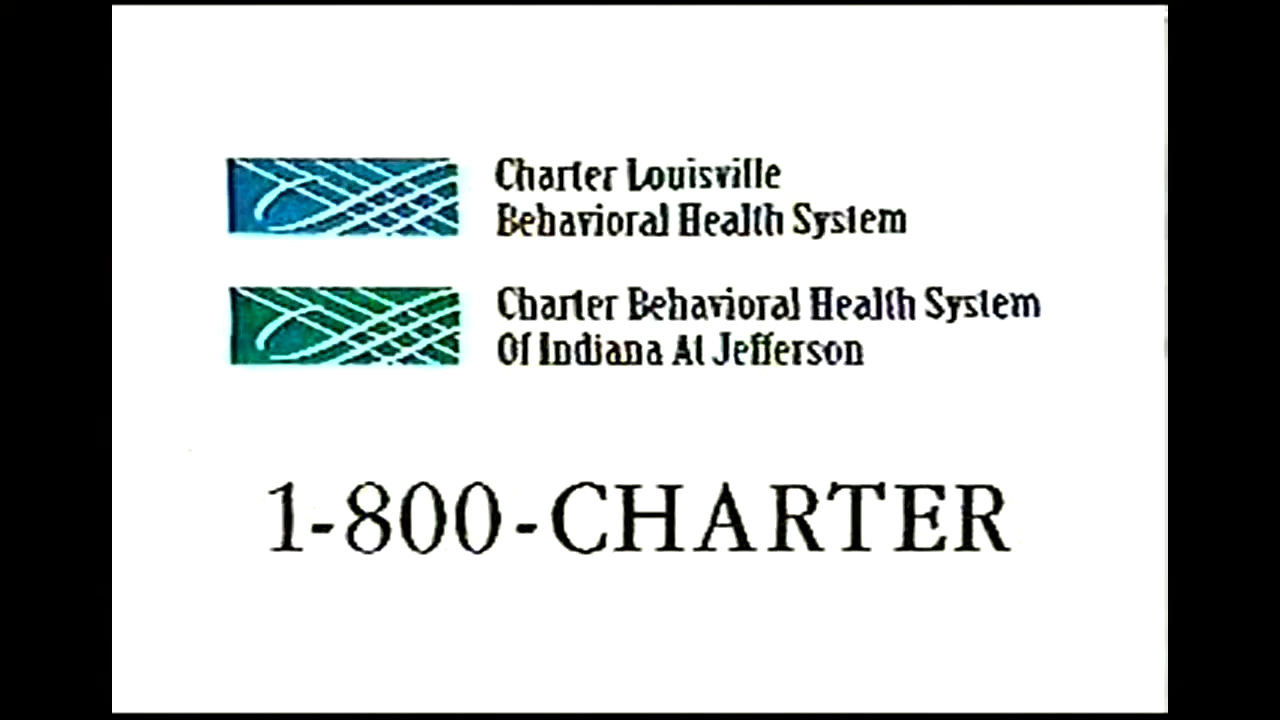 Charter Louisville
Behavioral Health System
Charter Behavioral Health System
Of Indiana At Jefferson
1-800-CHARTER